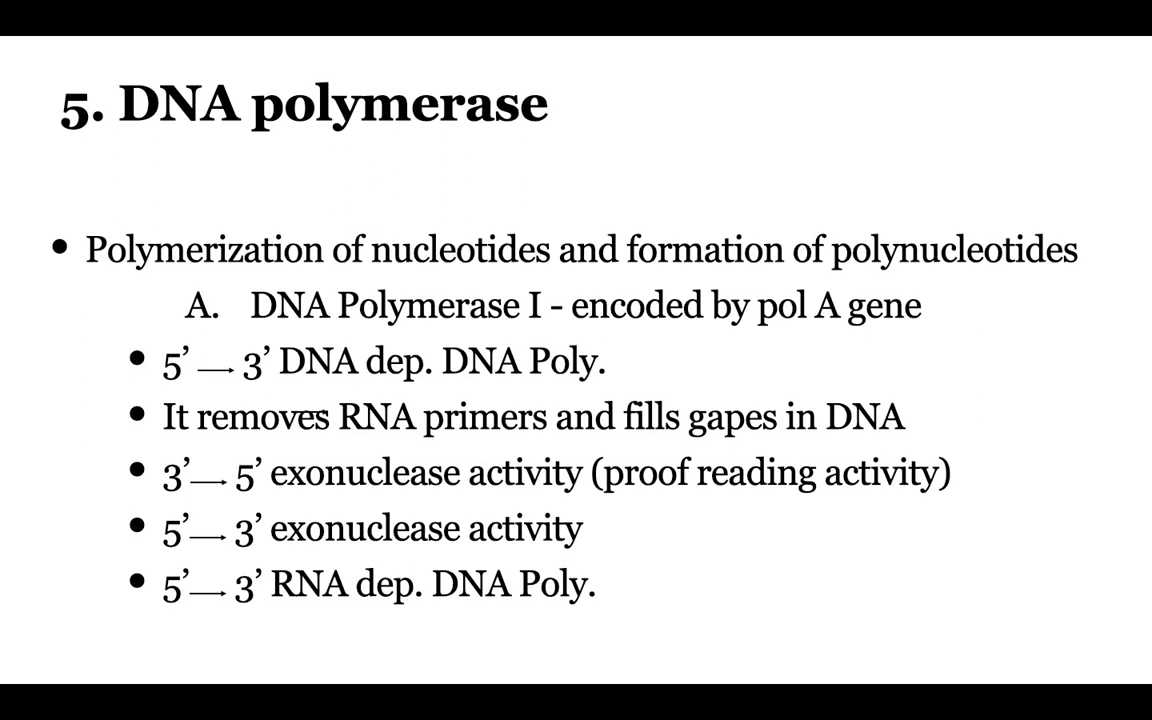 5. DNA polymerase
• Polymerization of nucleotides and formation of polynucleotides
A. DNA Polymerase I - encoded by pol A gene
• 5’ → 3’ DNA dep. DNA Poly.
• It removes RNA primers and fills gapes in DNA
• 3’→ 5’ exonuclease activity (proof reading activity)
• 5’→ 3’ exonuclease activity
• 5’→ 3’ RNA dep. DNA Poly.